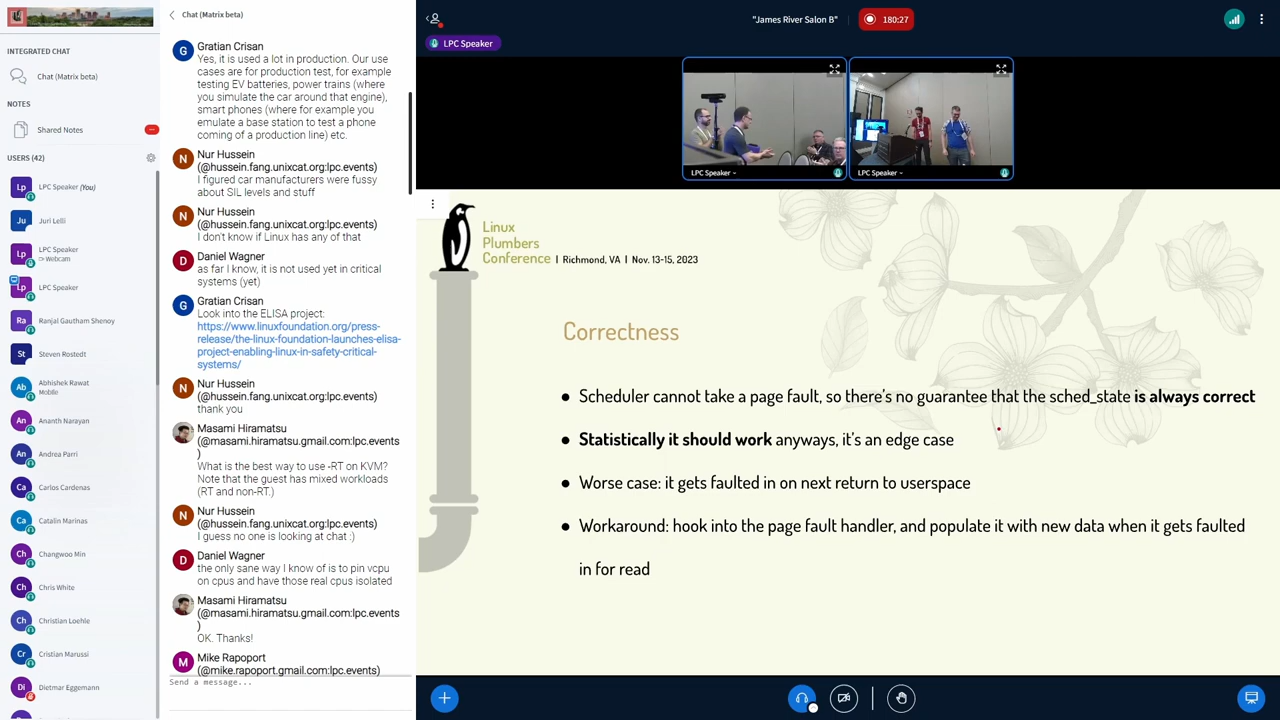 INTEGRATED CHAT
Chat (Matrix beta)
NOTES
Shared Notes
USERS (42)
Lp LPC Speaker (You)
Ju Juri Lelli
Lp LPC Speaker
Webcam
Lp LPC Speaker
Ra Ranjal Gautham Shenoy
St Steven Rostedt
Ab Abhishek Rawat
Mobile
An Ananth Narayan
An Andrea Parri
Ca Carlos Cardenas
Ca Catalin Marinas
Ch Changwoo Min
Ch Chris White
Ch Christian Loehle
Cr Cristian Marussi
Di Dietmar Eggemann
Chat (Matrix beta)
G Gratian Crisan
Yes, it is used a lot in production. Our use
cases are for production test, for example
testing EV batteries, power trains (where
you simulate the car around that engine),
smart phones (where for example you
emulate a base station to test a phone
coming of a production line) etc.
N Nur Hussein
(@hussein.fang.unixcat.org:lpc.events)
I figured car manufacturers were fussy
about SIL levels and stuff
N Nur Hussein
(@hussein.fang.unixcat.org:lpc.events)
I don't know if Linux has any of that
D Daniel Wagner
as far I know, it is not used yet in critical
systems (yet)
G Gratian Crisan
Look into the ELISA project:
https://www.linuxfoundation.org/press-
release/the-linux-foundation-launches-elisa-
project-enabling-linux-in-safety-critical-
systems/
N Nur Hussein
(@hussein.fang.unixcat.org:lpc.events)
thank you
Masami Hiramatsu
(@masami.hiramatsu.gmail.com:lpc.events
)
What is the best way to use -RT on KVM?
Note that the guest has mixed workloads
(RT and non-RT.)
N Nur Hussein
(@hussein.fang.unixcat.org:lpc.events)
I guess no one is looking at chat :)
D Daniel Wagner
the only sane way I know of is to pin vcpu
on cpus and have those real cpus isolated
Masami Hiramatsu
(@masami.hiramatsu.gmail.com:lpc.events
)
OK. Thanks!
M Mike Rapoport
(@mike.rapoport.gmail.com:lpc.events)
Send a message...
"James River Salon B"
180:27
LPC Speaker
LPC Speaker
LPC Speaker
Linux
Plumbers
Conference | Richmond, VA | Nov. 13-15, 2023
Correctness
● Scheduler cannot take a page fault, so there's no guarantee that the sched_state is always correct
● Statistically it should work anyways, it's an edge case
● Worse case: it gets faulted in on next return to userspace
● Workaround: hook into the page fault handler, and populate it with new data when it gets faulted
in for read